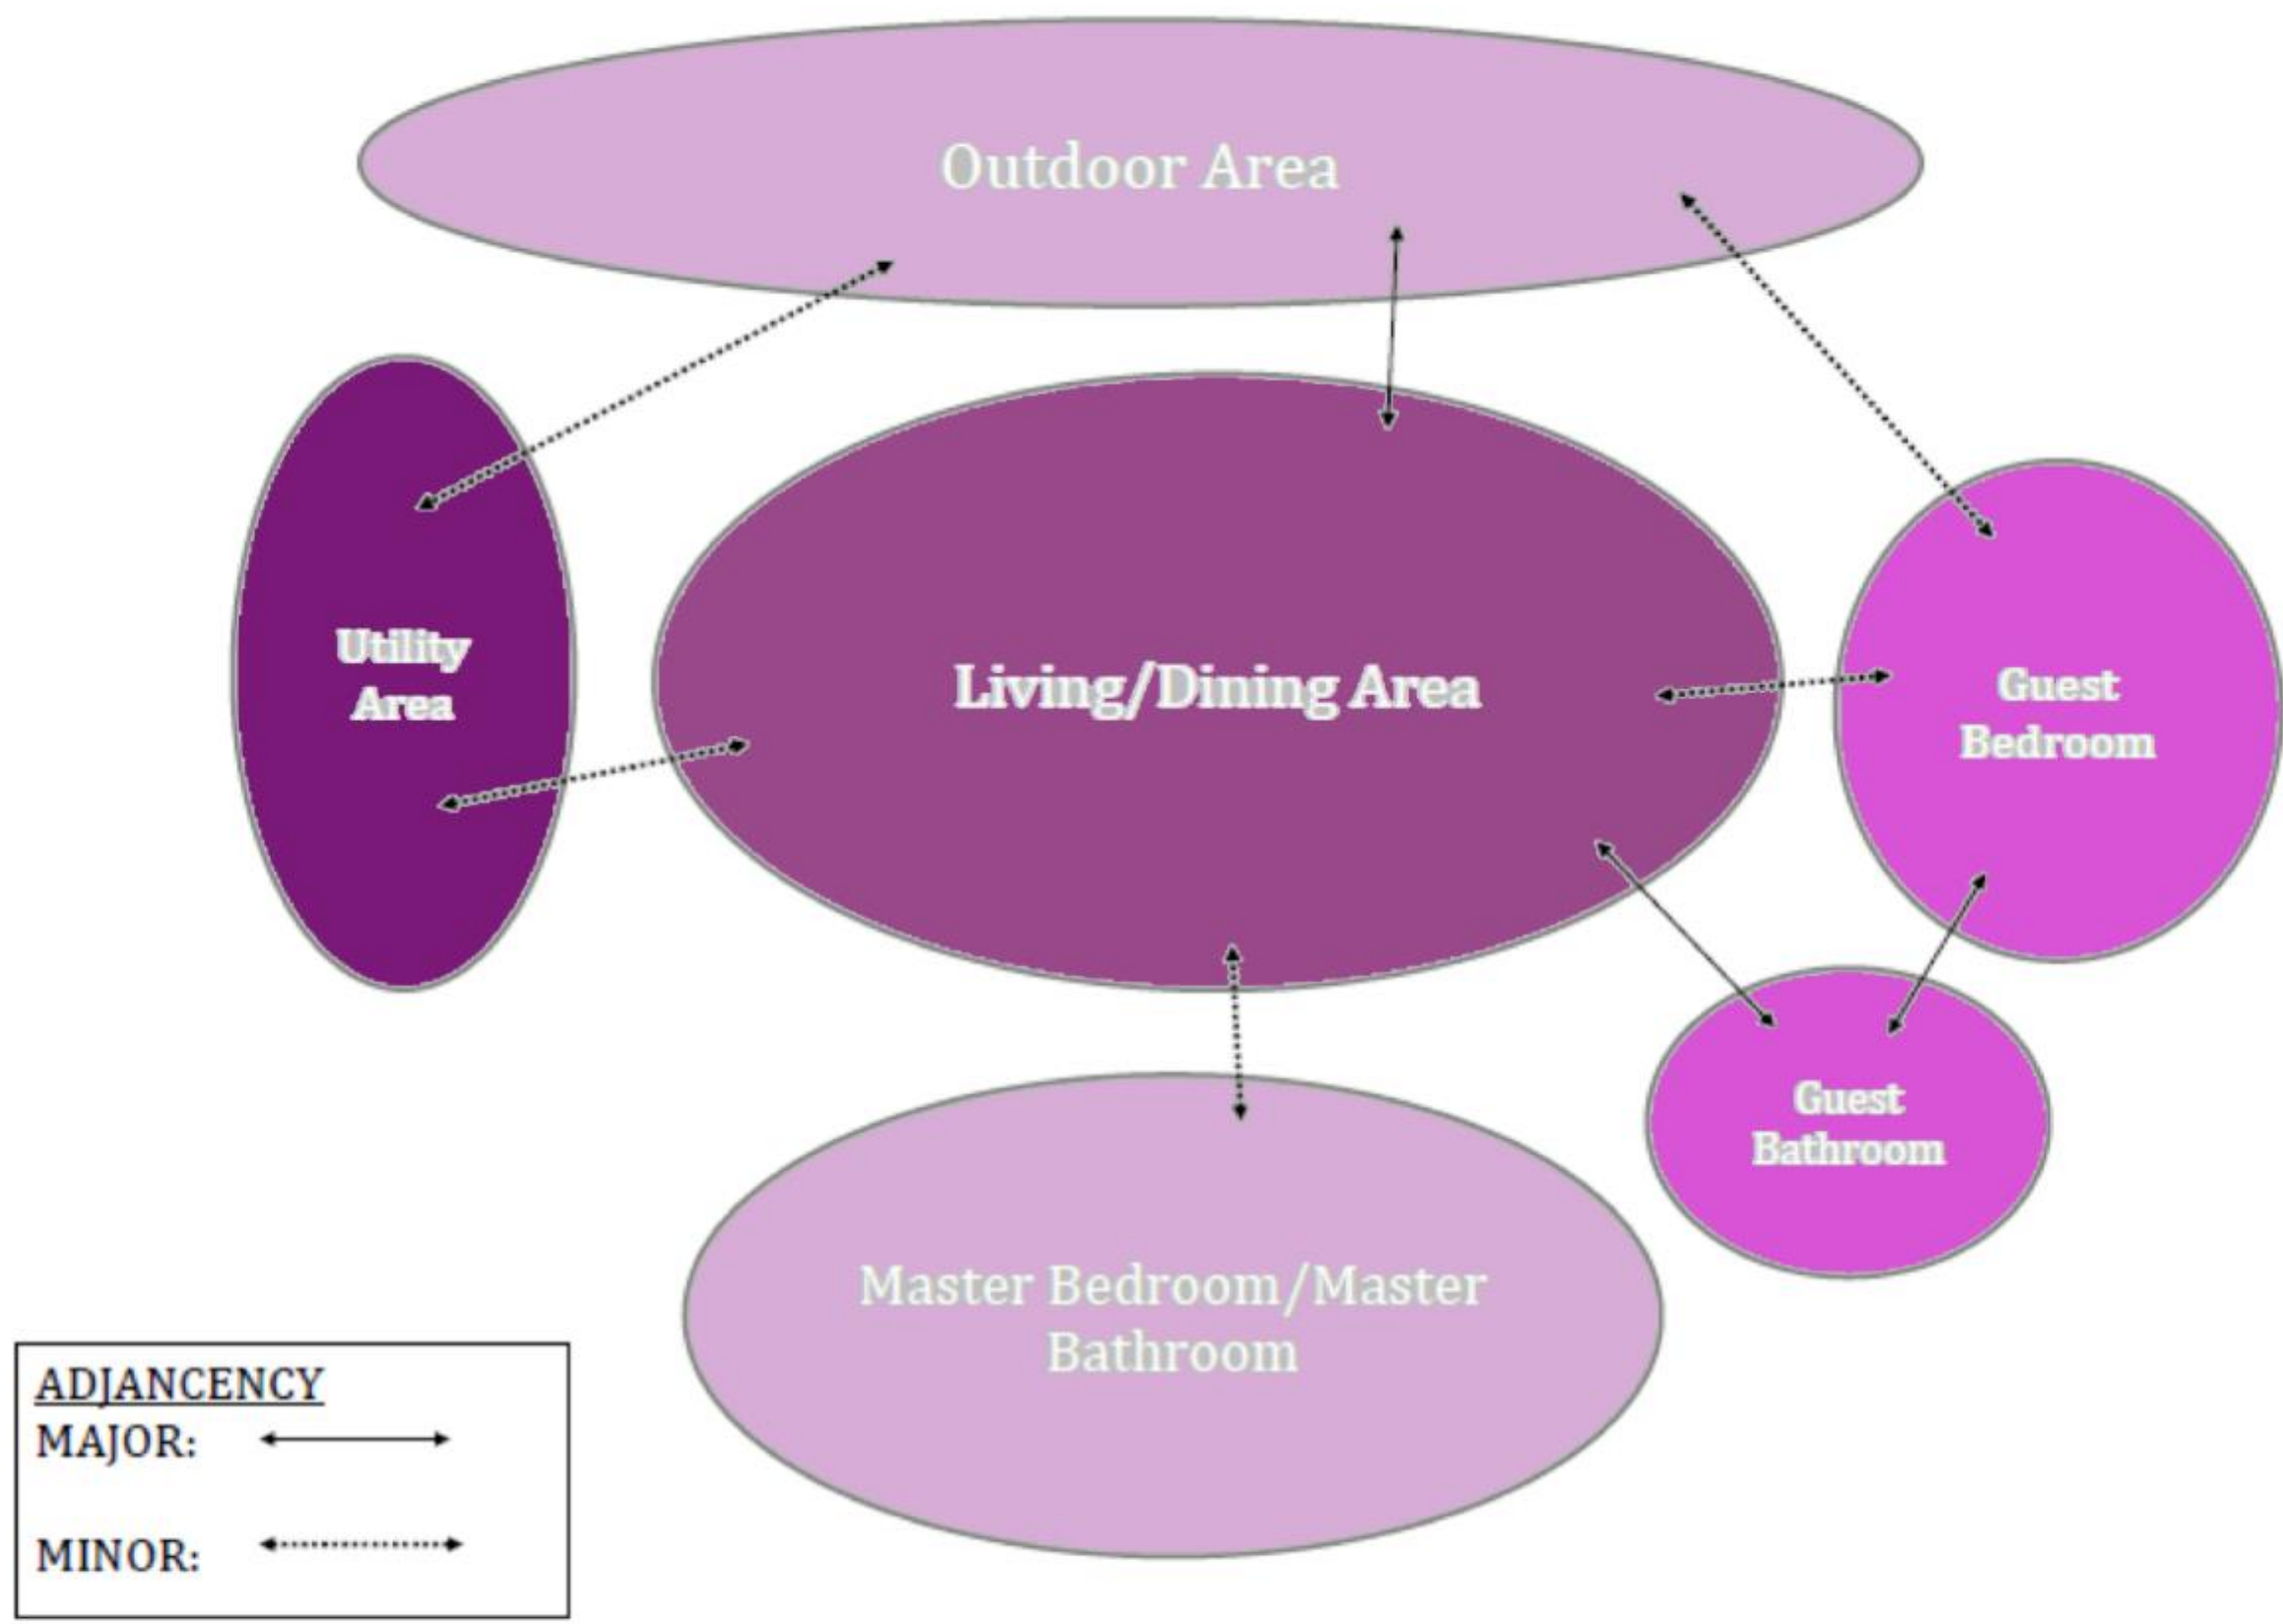 Outdoor Area
Utility
Area
Living/Dining Area
Guest
Bedroom
Guest
Bathroom
Master Bedroom/Master
Bathroom
ADJANCENCY
MAJOR:
MINOR: